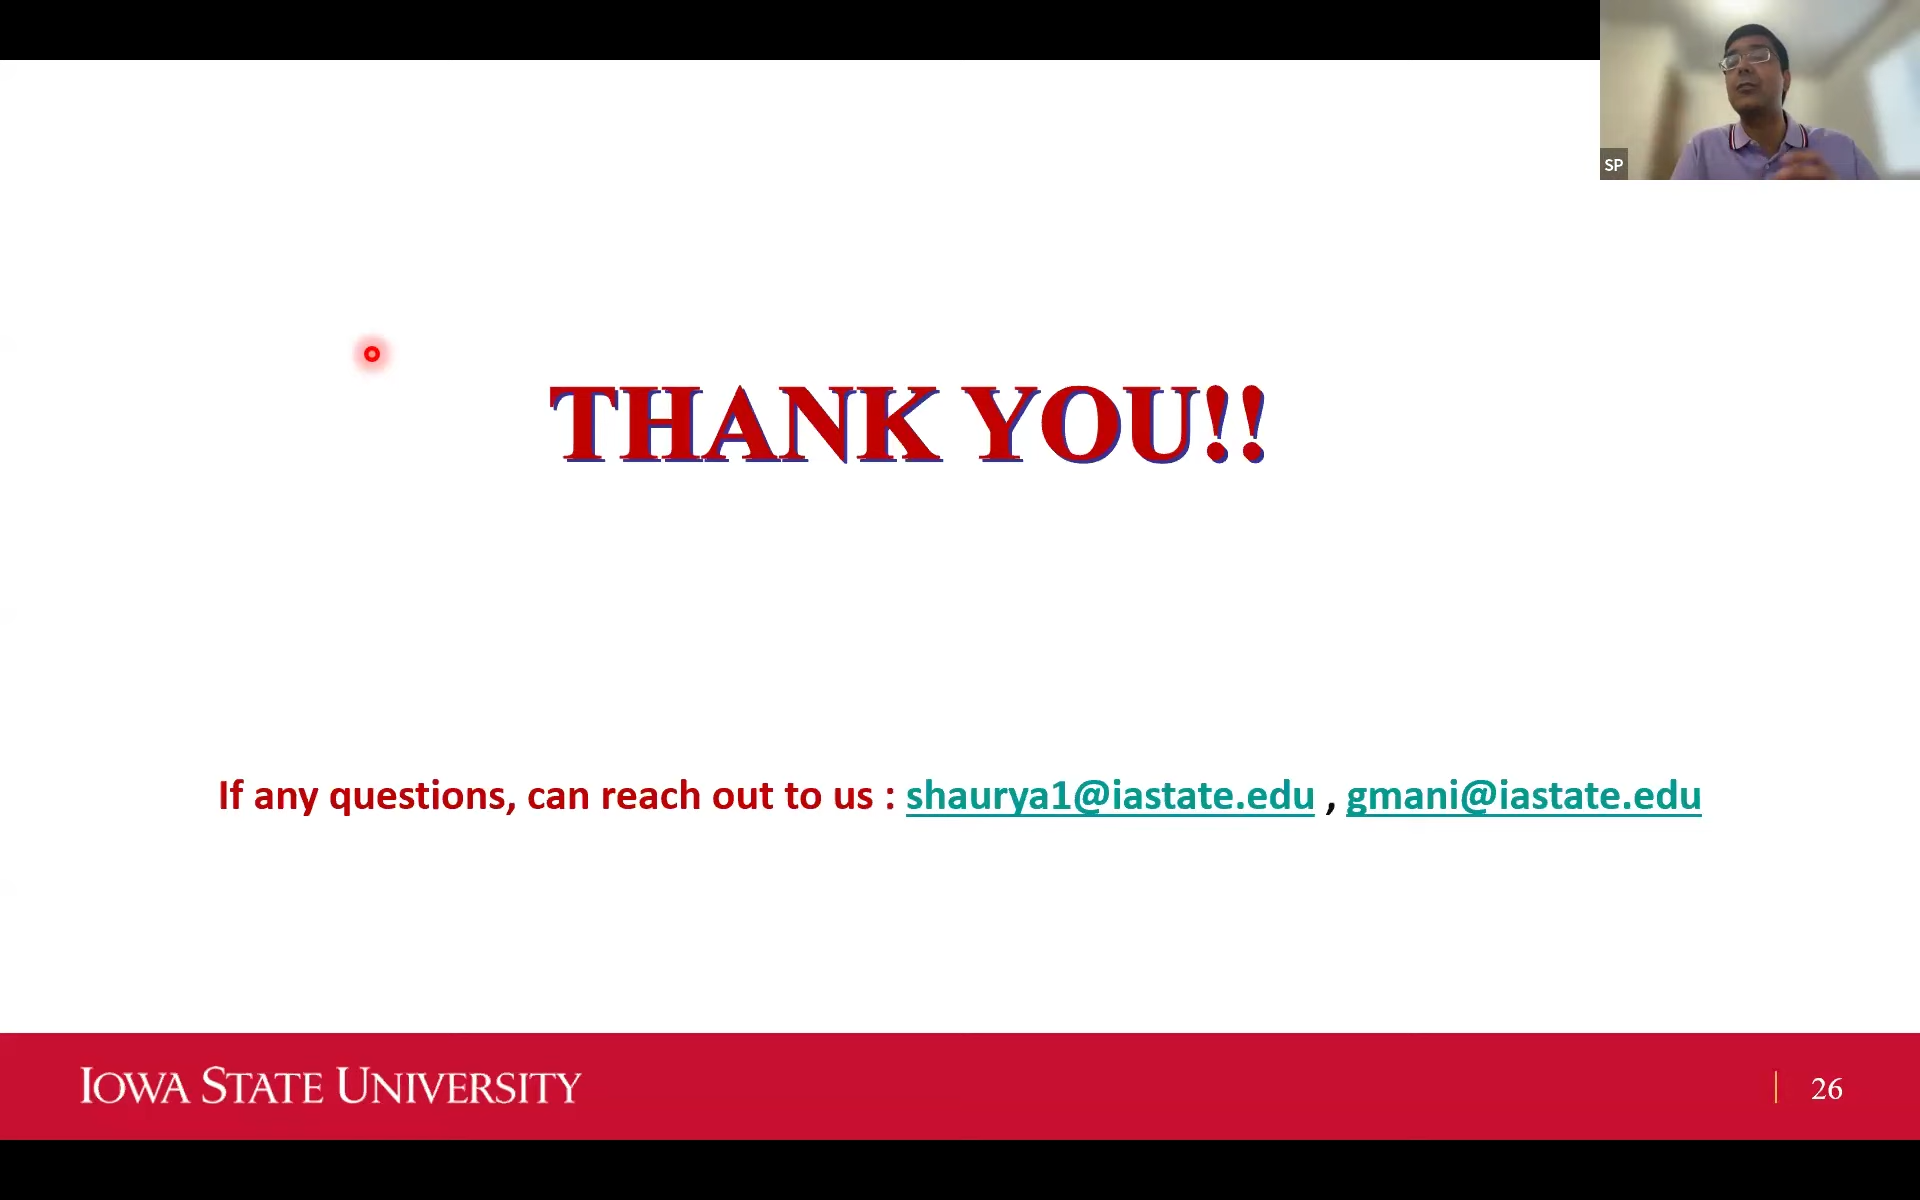 SP
THANK YOU!!
If any questions, can reach out to us : shaurya1@iastate.edu , gmani@iastate.edu
IOWA STATE UNIVERSITY
26